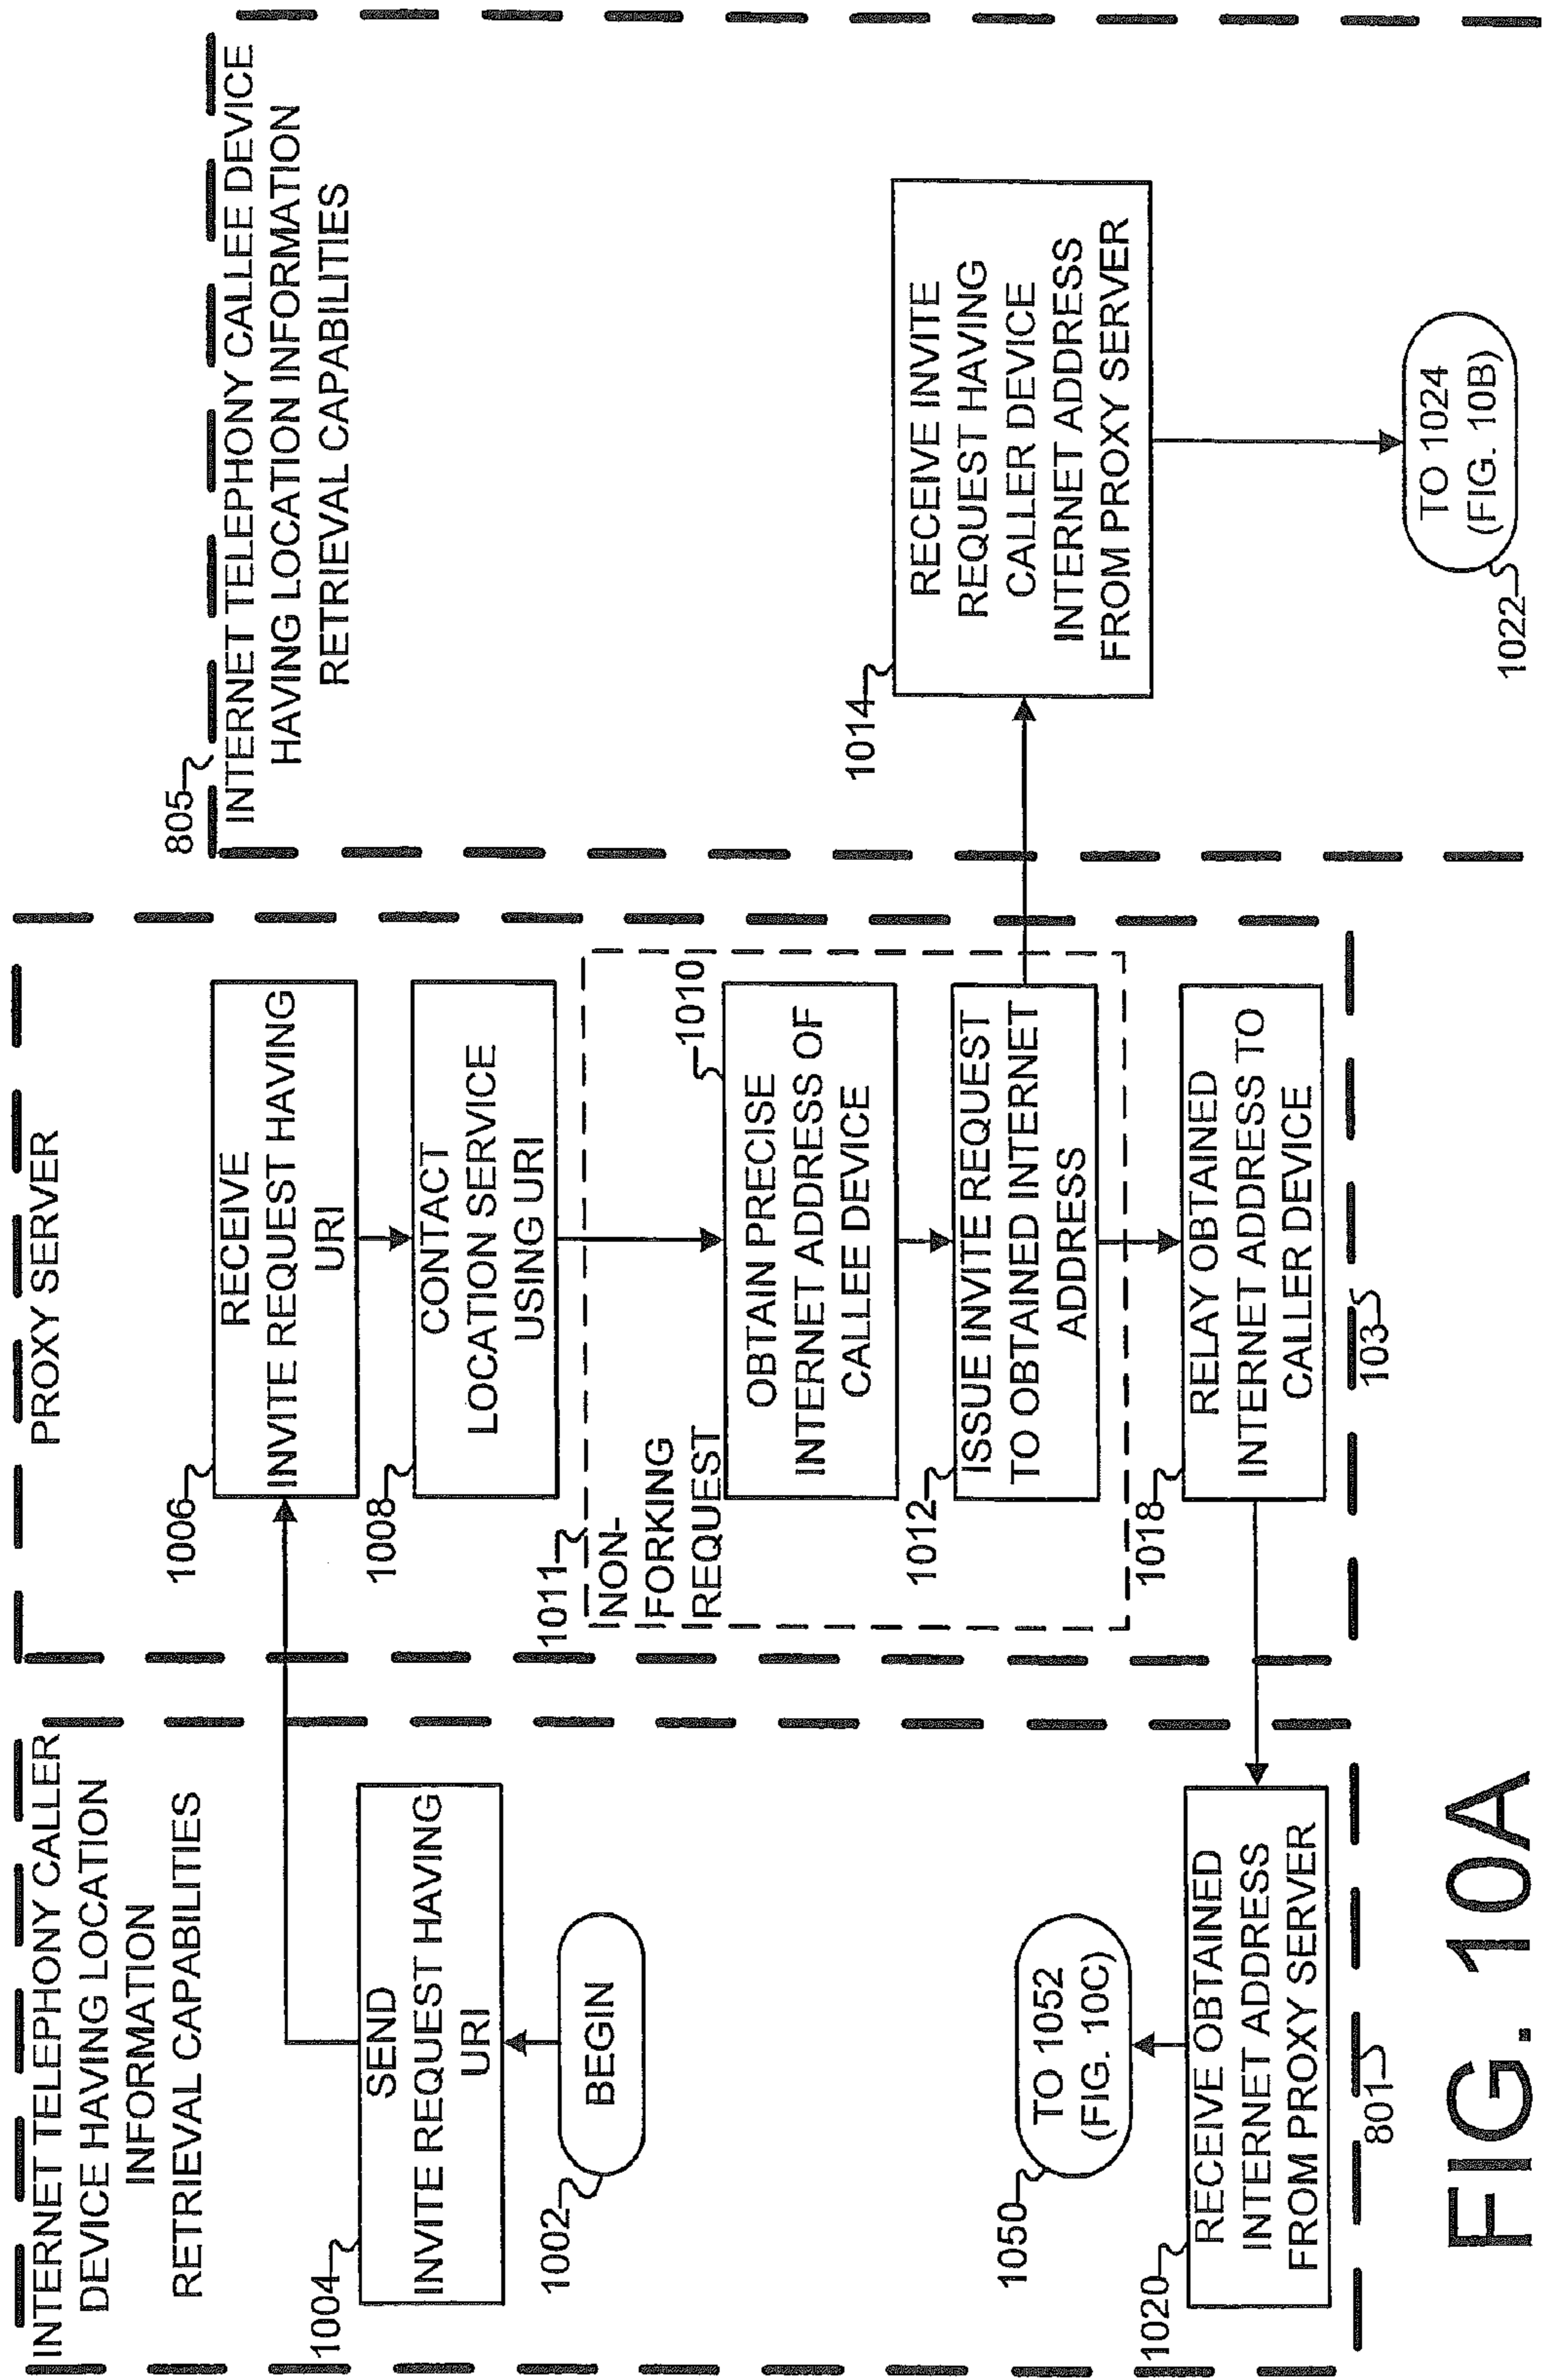 INTERNET TELEPHONY CALLER
DEVICE HAVING LOCATION
INFORMATION
RETRIEVAL CAPABILITIES
1004
SEND
INVITE REQUEST HAVING
URI
1002
BEGIN
1050
TO 1052
(FIG. 10C)
1020
RECEIVE OBTAINED
INTERNET ADDRESS
FROM PROXY SERVER
801
PROXY SERVER
1006
RECEIVE
INVITE REQUEST HAVING
URI
1008
CONTACT
LOCATION SERVICE
USING URI
1011
NON-
FORKING
REQUEST
1010
OBTAIN PRECISE
INTERNET ADDRESS OF
CALLEE DEVICE
1012
ISSUE INVITE REQUEST
TO OBTAINED INTERNET
ADDRESS
1018
RELAY OBTAINED
INTERNET ADDRESS TO
CALLER DEVICE
103
805
INTERNET TELEPHONY CALLEE DEVICE
HAVING LOCATION INFORMATION
RETRIEVAL CAPABILITIES
1014
RECEIVE INVITE
REQUEST HAVING
CALLER DEVICE
INTERNET ADDRESS
FROM PROXY SERVER
TO 1024
(FIG. 10B)
1022
FIG. 10A